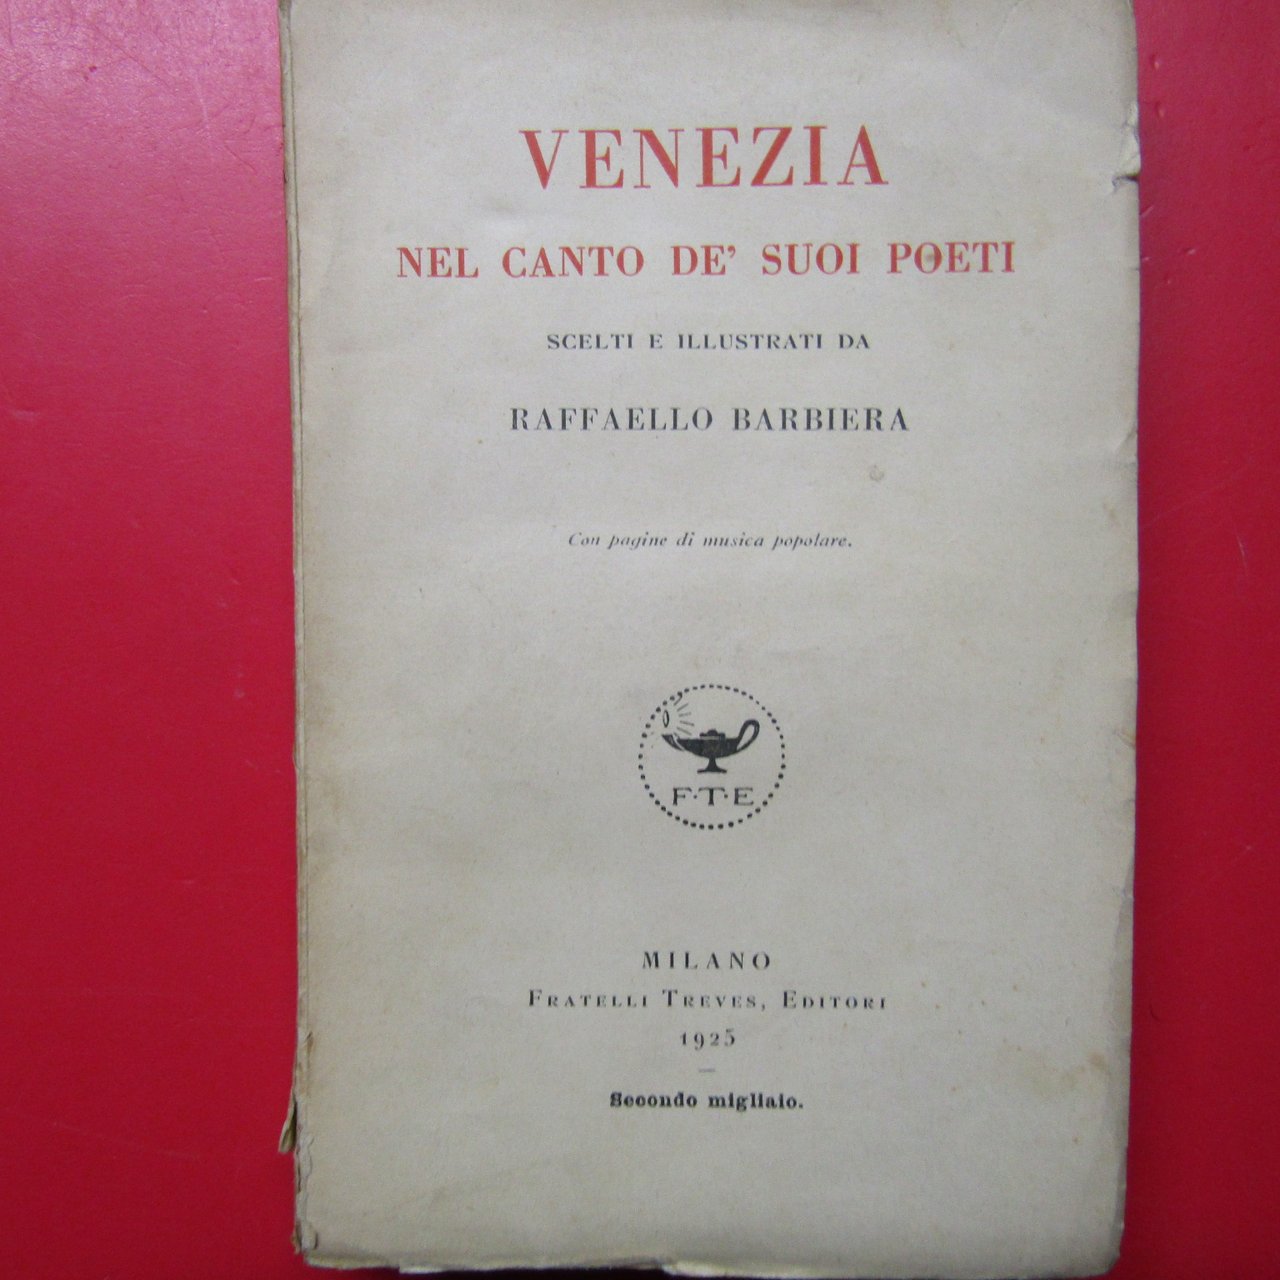 VENEZIA
NEL CANTO DE' SUOI POETI
SCELTI E ILLUSTRATI DA
RAFFAELLO BARBIERA
Con pagine di musica popolare.
F·T·E
MILANO
FRATELLI TREVES, EDITORI
1925
Secondo migliaio.